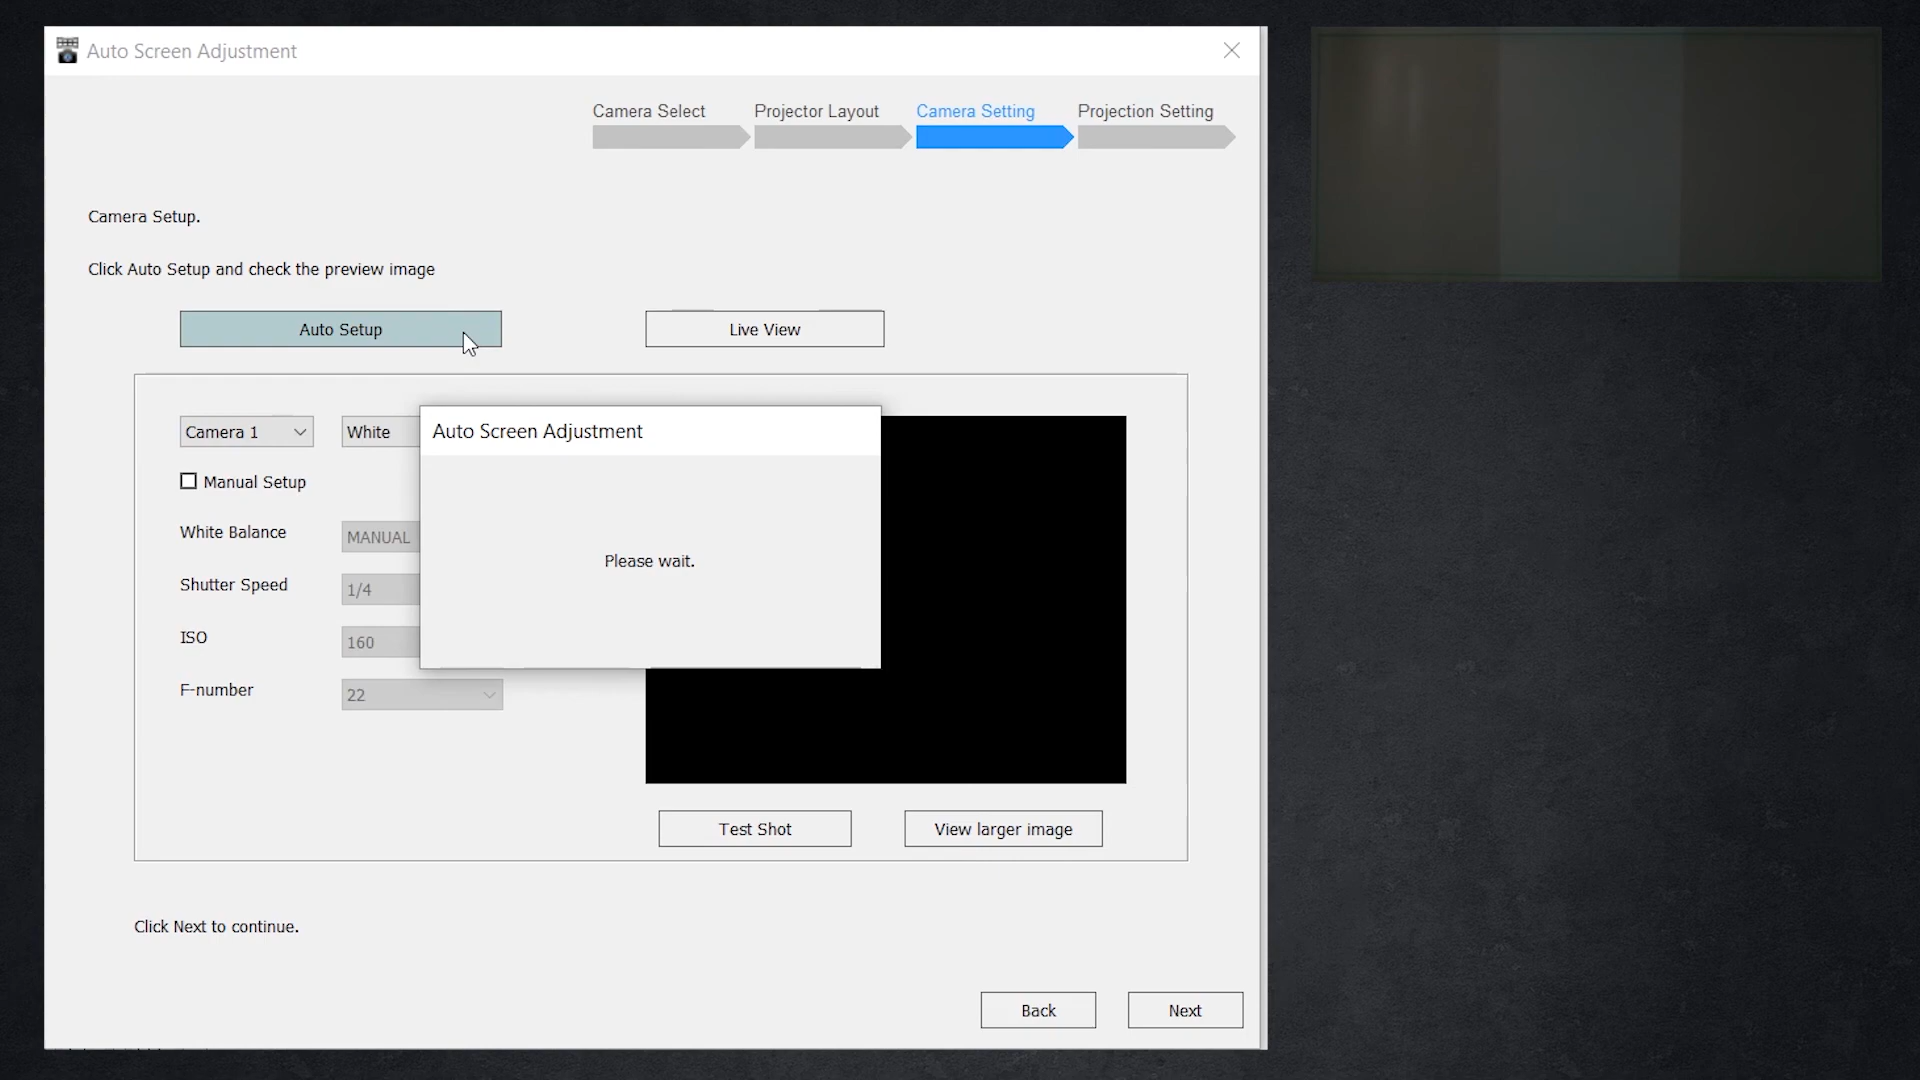 Auto Screen Adjustment
Camera Select
Projector Layout
Camera Setting
Projection Setting
Camera Setup.
Click Auto Setup and check the preview image
Auto Setup
Live View
Camera 1
White
Manual Setup
White Balance
MANUAL
Shutter Speed
1/4
ISO
160
F-number
22
Auto Screen Adjustment
Please wait.
Test Shot
View larger image
Click Next to continue.
Back
Next